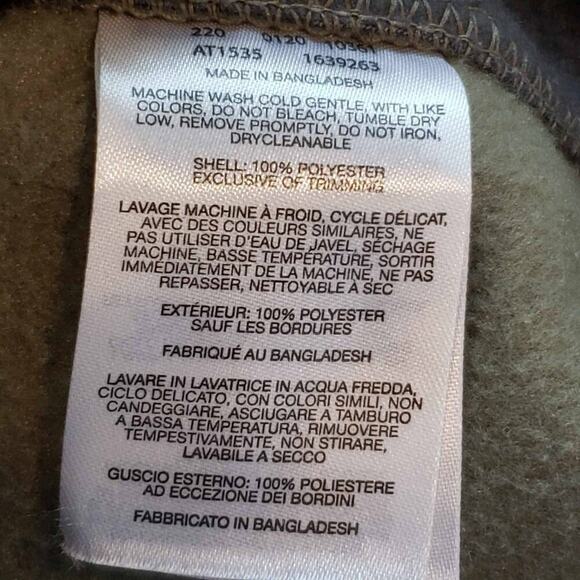 220 0120 10361
AT1535 1639263
MADE IN BANGLADESH
MACHINE WASH COLD GENTLE, WITH LIKE
COLORS, DO NOT BLEACH, TUMBLE DRY
LOW, REMOVE PROMPTLY, DO NOT IRON,
DRYCLEANABLE
SHELL: 100% POLYESTER
EXCLUSIVE OF TRIMMING
LAVAGE MACHINE À FROID, CYCLE DÉLICAT,
AVEC DES COULEURS SIMILAIRES, NE
PAS UTILISER D'EAU DE JAVEL, SÉCHAGE
MACHINE, BASSE TEMPÉRATURE, SORTIR
IMMÉDIATEMENT DE LA MACHINE, NE PAS
REPASSER, NETTOYABLE À SEC
EXTÉRIEUR: 100% POLYESTER
SAUF LES BORDURES
FABRIQUÉ AU BANGLADESH
LAVARE IN LAVATRICE IN ACQUA FREDDA,
CICLO DELICATO, CON COLORI SIMILI, NON
CANDEGGIARE, ASCIUGARE A TAMBURO
A BASSA TEMPERATURA, RIMUOVERE
TEMPESTIVAMENTE, NON STIRARE,
LAVABILE A SECCO
GUSCIO ESTERNO: 100% POLIESTERE
AD ECCEZIONE DEI BORDINI
FABBRICATO IN BANGLADESH